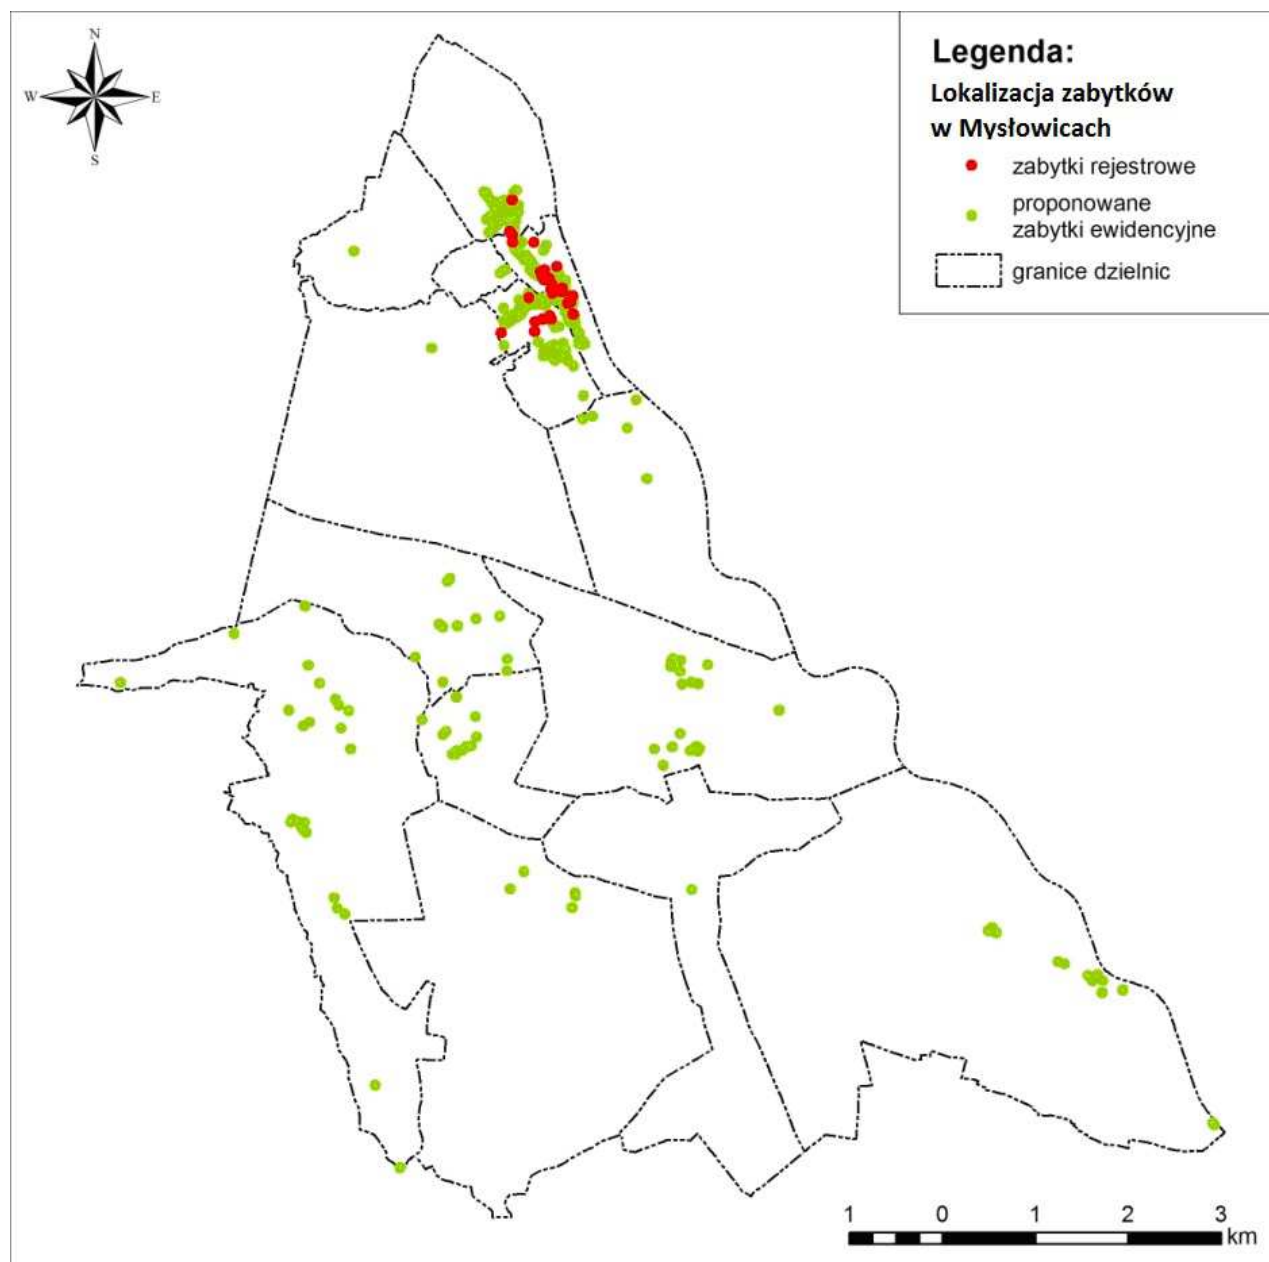 N
W E
S
Legenda:
Lokalizacja zabytków
w Mysłowicach
zabytki rejestrowe
proponowane
zabytki ewidencyjne
granice dzielnic
1 0 1 2 3
km